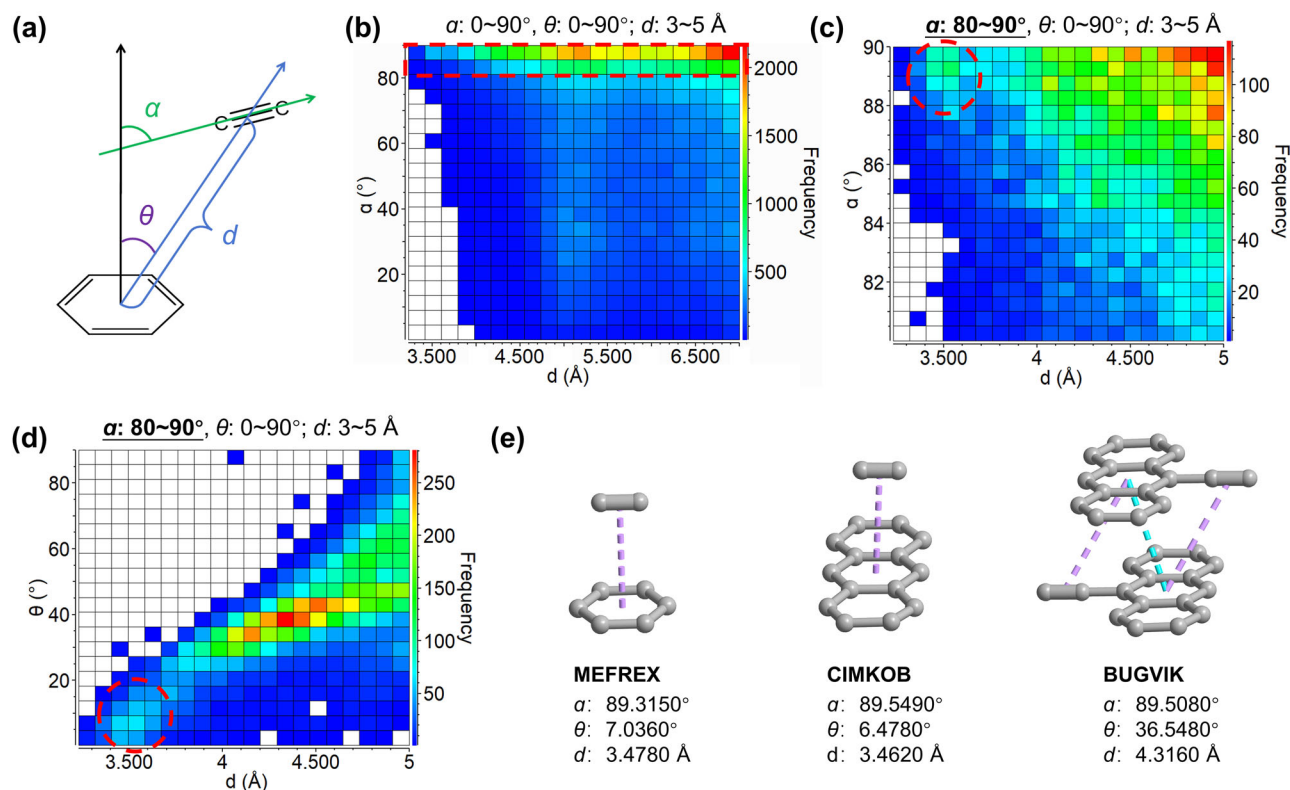 (a)
α
C
C
θ
d
(b)
α: 0~90°, θ: 0~90°; d: 3~5 Å
80
60
40
20
α (°)
3.500
4.500
5.500
6.500
d (Å)
2000
1500
1000
500
Frequency
(c)
α: 80~90°, θ: 0~90°; d: 3~5 Å
90
88
86
84
82
α (°)
3.500
4
4.500
5
d (Å)
100
80
60
40
20
Frequency
(d)
α: 80~90°, θ: 0~90°; d: 3~5 Å
80
60
40
20
θ (°)
3.500
4
4.500
5
d (Å)
250
200
150
100
50
Frequency
(e)
MEFREX
α: 89.3150°
θ: 7.0360°
d: 3.4780 Å
CIMKOB
α: 89.5490°
θ: 6.4780°
d: 3.4620 Å
BUGVIK
α: 89.5080°
θ: 36.5480°
d: 4.3160 Å